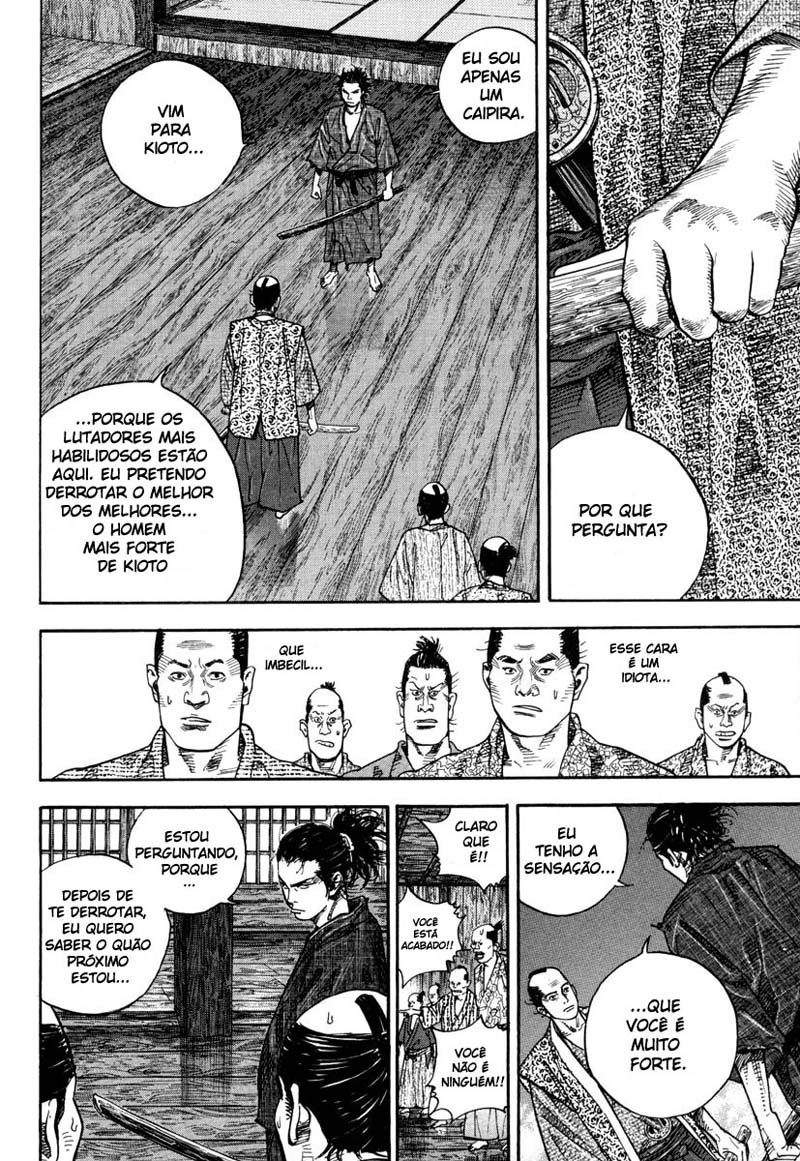 POR QUE
PERGUNTA?
EU SOU
APENAS
UM
CAIPIRA.
VIM
PARA
KIOTO...
...PORQUE OS
LUTADORES MAIS
HABILIDOSOS ESTÃO
AQUI. EU PRETENDO
DERROTAR O MELHOR
DOS MELHORES...
O HOMEM
MAIS FORTE
DE KIOTO
ESSE CARA
É UM
IDIOTA...
QUE
IMBECIL...
EU
TENHO A
SENSAÇÃO...
...QUE
VOCÊ É
MUITO
FORTE.
CLARO
QUE
É!!
VOCÊ
ESTÁ
ACABADO!!
VOCÊ
NÃO É
NINGUÉM!!
ESTOU
PERGUNTANDO,
PORQUE
...
DEPOIS DE
TE DERROTAR,
EU QUERO
SABER O QUÃO
PRÓXIMO
ESTOU...